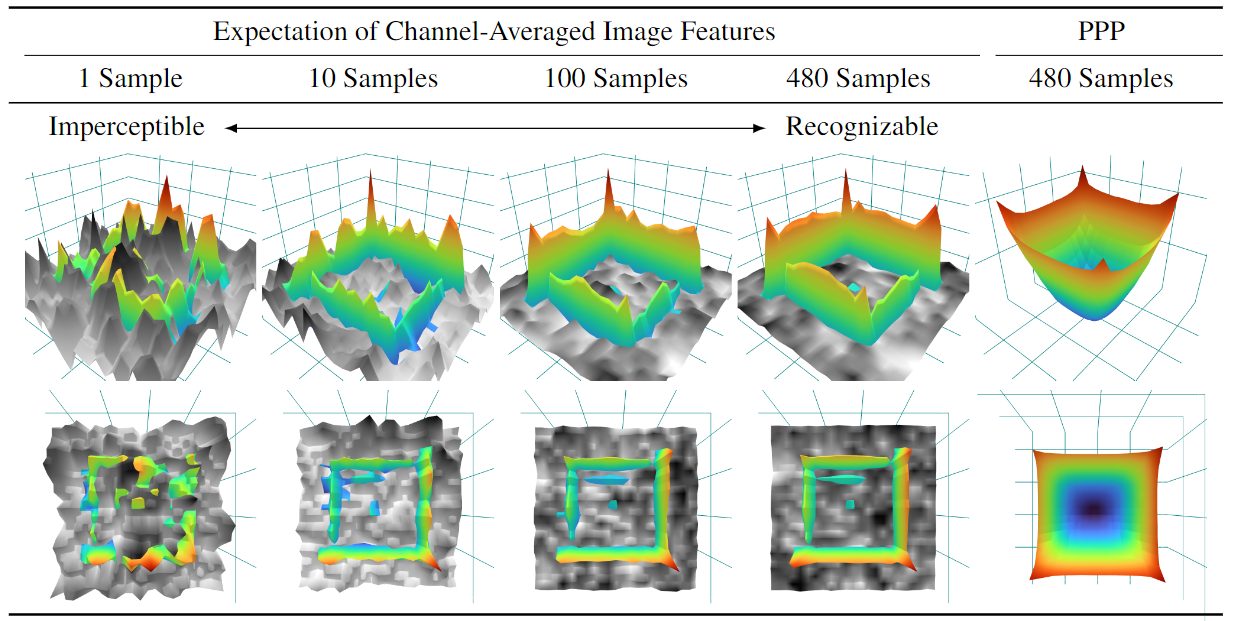 Expectation of Channel-Averaged Image Features PPP
1 Sample 10 Samples 100 Samples 480 Samples 480 Samples
Imperceptible Recognizable